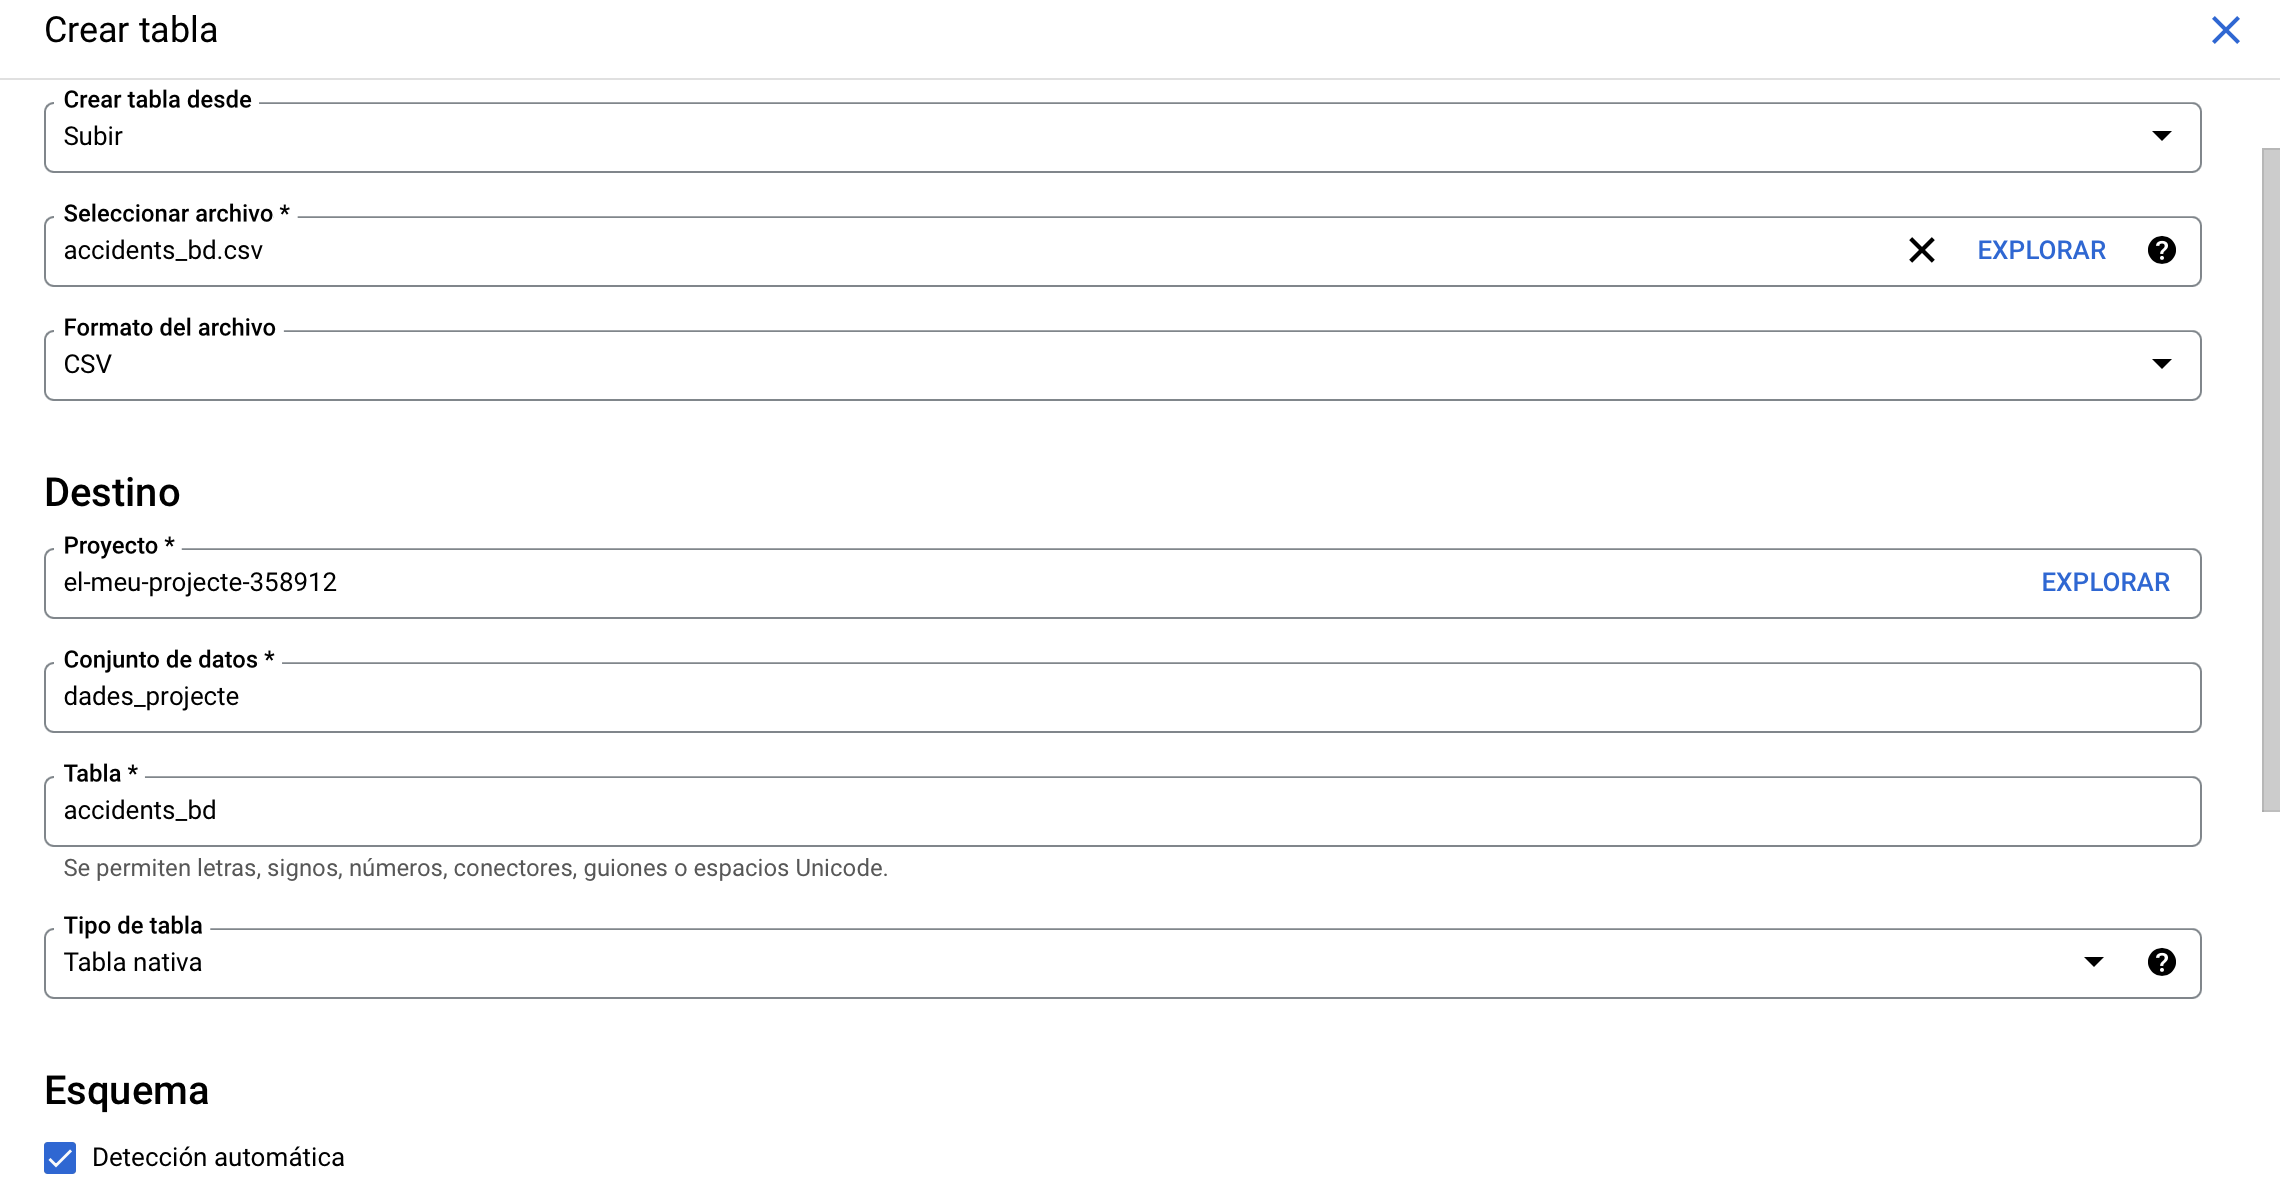 Crear tabla
Crear tabla desde
Subir
Seleccionar archivo *
accidents_bd.csv
EXPLORAR
Formato del archivo
CSV
Destino
Proyecto *
el-meu-projecte-358912
EXPLORAR
Conjunto de datos *
dades_projecte
Tabla *
accidents_bd
Se permiten letras, signos, números, conectores, guiones o espacios Unicode.
Tipo de tabla
Tabla nativa
Esquema
Detección automática